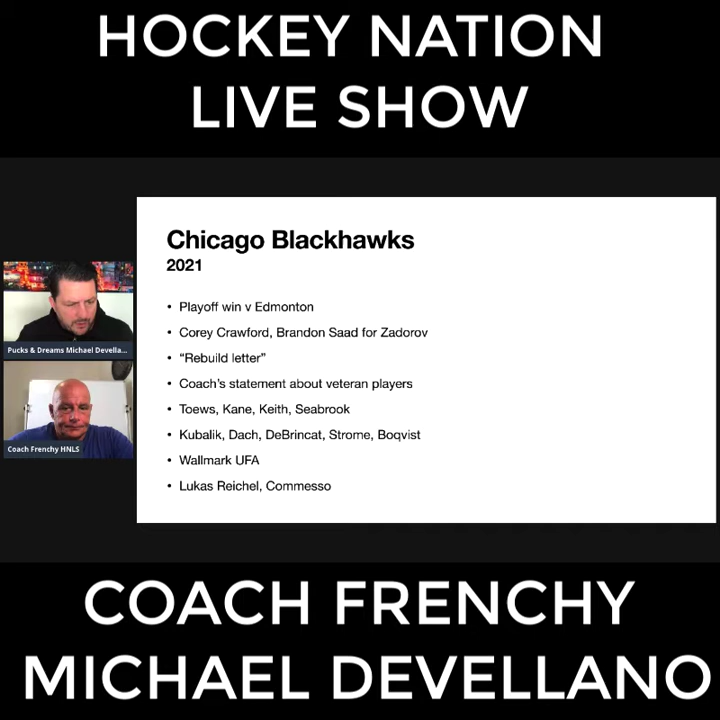 HOCKEY NATION
LIVE SHOW
Chicago Blackhawks
2021
• Playoff win v Edmonton
• Corey Crawford, Brandon Saad for Zadorov
• “Rebuild letter”
• Coach’s statement about veteran players
• Toews, Kane, Keith, Seabrook
• Kubalik, Dach, DeBrincat, Strome, Boqvist
• Wallmark UFA
• Lukas Reichel, Commesso
Pucks & Dreams Michael Devella...
Coach Frenchy HNLS
COACH FRENCHY
MICHAEL DEVELLANO